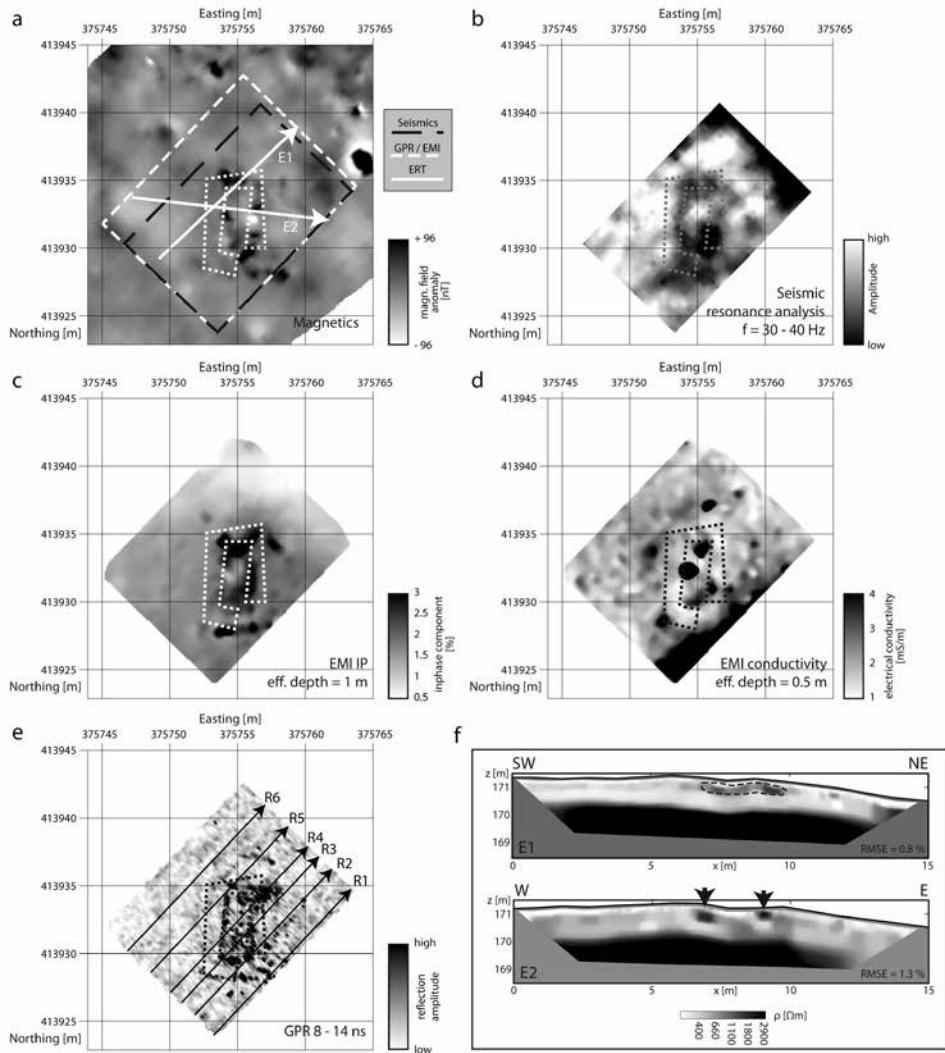 a
Easting [m]
375745 375750 375755 375760 375765
413945
413940
413935
413930
413925
Northing [m]
E1
E2
Magnetics
Seismics
GPR / EMI
ERT
+ 96
magn. field
anomaly
[nT]
- 96
b
Easting [m]
375745 375750 375755 375760 375765
413945
413940
413935
413930
413925
Northing [m]
Seismic
resonance analysis
f = 30 - 40 Hz
high
Amplitude
low
c
Easting [m]
375745 375750 375755 375760 375765
413945
413940
413935
413930
413925
Northing [m]
EMI IP
eff. depth = 1 m
3
2.5
2
1.5
1
0.5
inphase component
[%]
d
Easting [m]
375745 375750 375755 375760 375765
413945
413940
413935
413930
413925
Northing [m]
EMI conductivity
eff. depth = 0.5 m
4
3
2
1
electrical conductivity
[mS/m]
e
Easting [m]
375745 375750 375755 375760 375765
413945
413940
413935
413930
413925
Northing [m]
R6
R5
R4
R3
R2
R1
GPR 8 - 14 ns
high
reflection
amplitude
low
f
SW NE
z [m]
171
170
169
E1
RMSE = 0.8 %
0 5 x [m] 10 15
W E
z [m]
171
170
169
E2
RMSE = 1.3 %
0 5 x [m] 10 15
400 660 1100 1800 2900
ρ [Ωm]